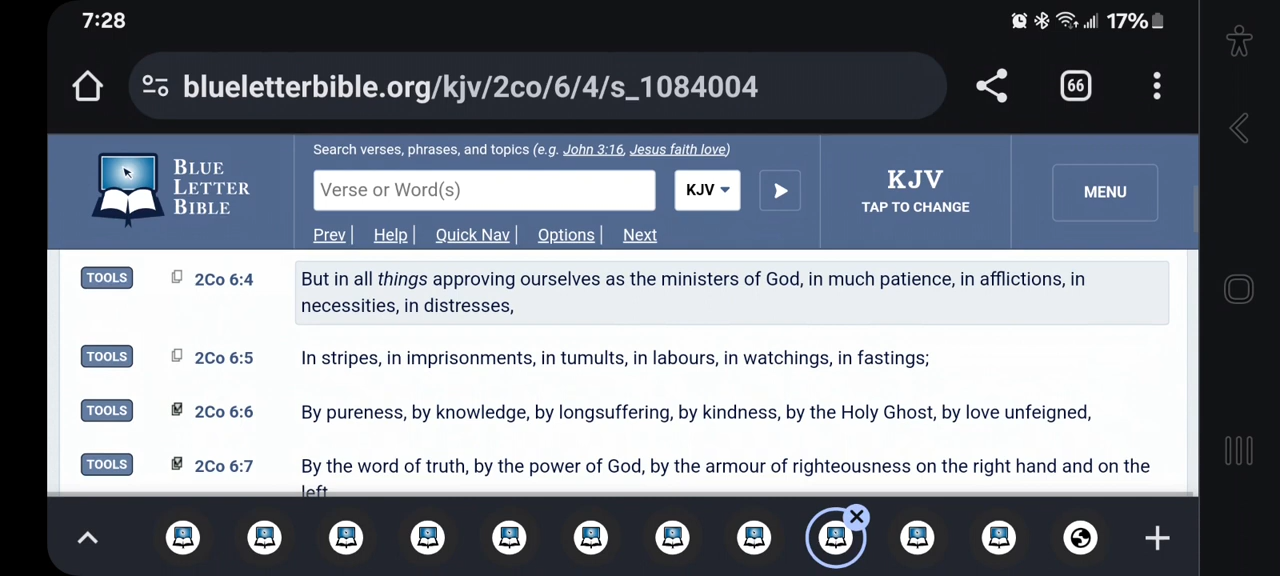 7:28
17%
blueletterbible.org/kjv/2co/6/4/s_1084004
66
BLUE
LETTER
BIBLE
Search verses, phrases, and topics (e.g. John 3:16, Jesus faith love)
Verse or Word(s)
KJV
Prev| Help| Quick Nav| Options| Next
KJV
TAP TO CHANGE
MENU
TOOLS 2Co 6:4 But in all things approving ourselves as the ministers of God, in much patience, in afflictions, in
necessities, in distresses,
TOOLS 2Co 6:5 In stripes, in imprisonments, in tumults, in labours, in watchings, in fastings;
TOOLS 2Co 6:6 By pureness, by knowledge, by longsuffering, by kindness, by the Holy Ghost, by love unfeigned,
TOOLS 2Co 6:7 By the word of truth, by the power of God, by the armour of righteousness on the right hand and on the
left